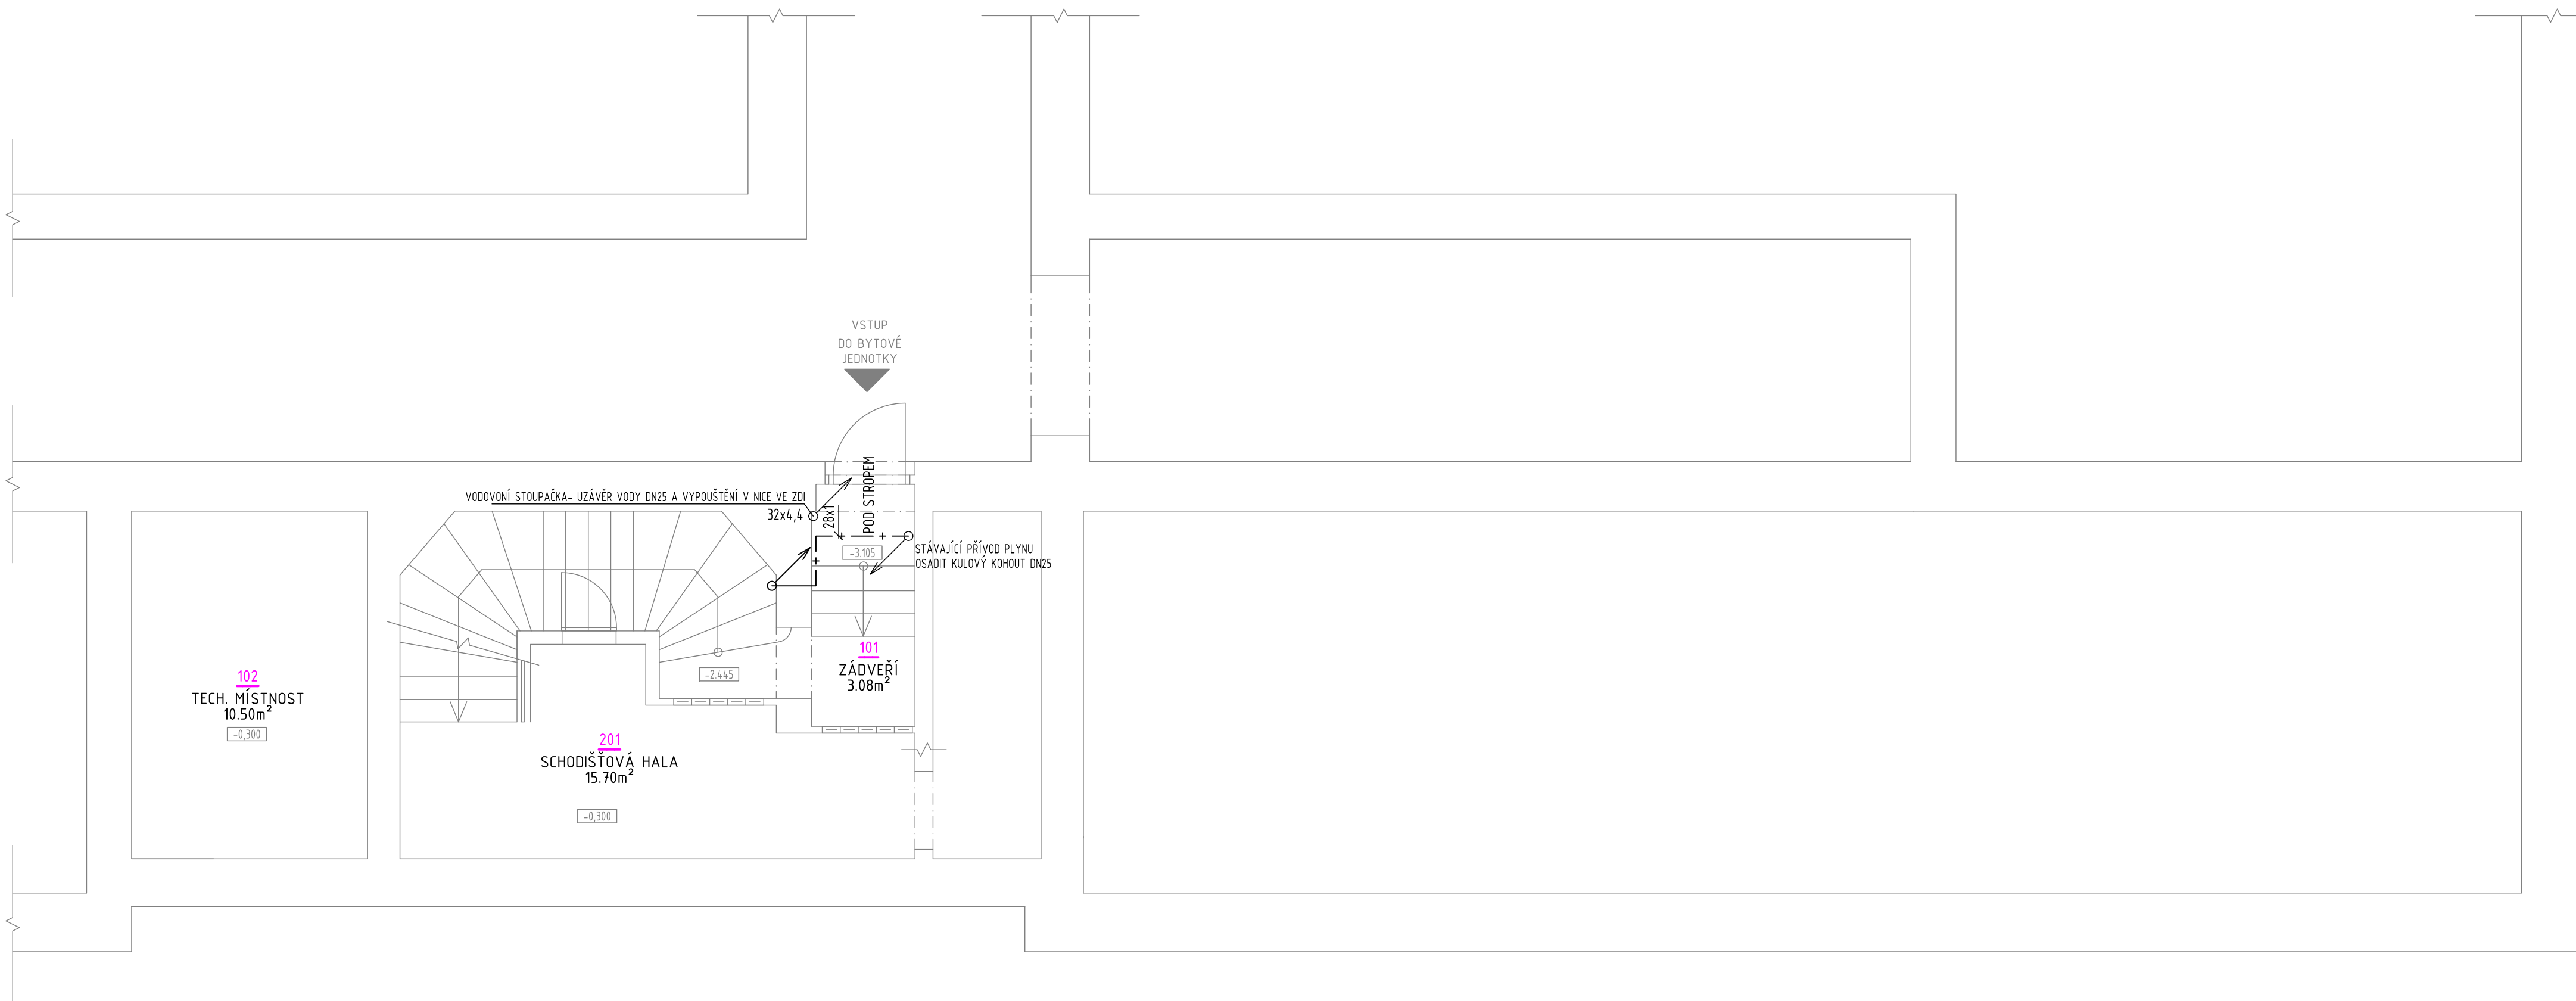 VSTUP
DO BYTOVÉ
JEDNOTKY
POD STROPEM
VODOVONÍ STOUPAČKA- UZÁVĚR VODY DN25 A VYPOUŠTĚNÍ V NICE VE ZDI
32x4,4
28x1
-3.105
STÁVAJÍCÍ PŘÍVOD PLYNU
OSADIT KULOVÝ KOHOUT DN25
101
ZÁDVEŘÍ
3.08m²
-2.445
102
TECH. MÍSTNOST
10.50m²
-0,300
201
SCHODIŠŤOVÁ HALA
15.70m²
-0,300